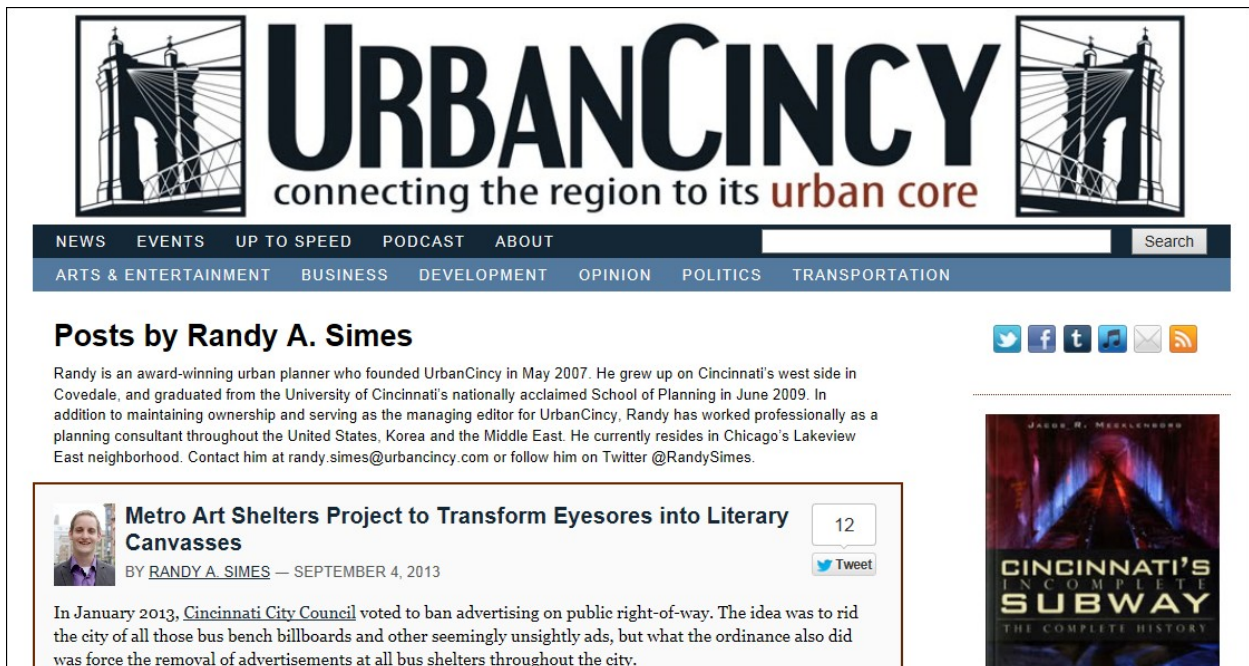 URBANCINCY
connecting the region to its urban core
NEWS EVENTS UP TO SPEED PODCAST ABOUT Search
ARTS & ENTERTAINMENT BUSINESS DEVELOPMENT OPINION POLITICS TRANSPORTATION
Posts by Randy A. Simes
Randy is an award-winning urban planner who founded UrbanCincy in May 2007. He grew up on Cincinnati's west side in
Covedale, and graduated from the University of Cincinnati's nationally acclaimed School of Planning in June 2009. In
addition to maintaining ownership and serving as the managing editor for UrbanCincy, Randy has worked professionally as a
planning consultant throughout the United States, Korea and the Middle East. He currently resides in Chicago's Lakeview
East neighborhood. Contact him at randy.simes@urbancincy.com or follow him on Twitter @RandySimes.
Metro Art Shelters Project to Transform Eyesores into Literary
Canvasses
BY RANDY A. SIMES — SEPTEMBER 4, 2013
12
Tweet
In January 2013, Cincinnati City Council voted to ban advertising on public right-of-way. The idea was to rid
the city of all those bus bench billboards and other seemingly unsightly ads, but what the ordinance also did
was force the removal of advertisements at all bus shelters throughout the city.
JACOB R. MECKLENBORG
CINCINNATI'S
INCOMPLETE
SUBWAY
THE COMPLETE HISTORY